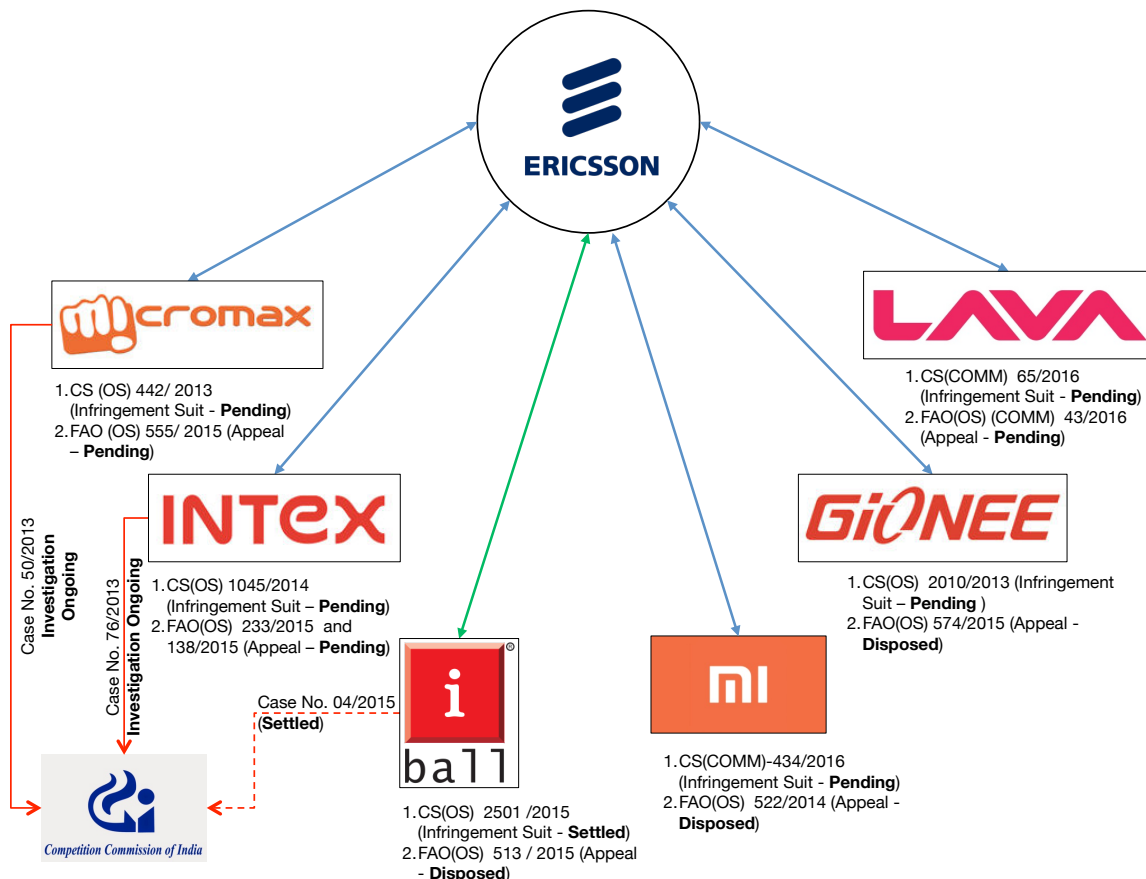 ERICSSON
micromax
1.CS (OS) 442/ 2013
(Infringement Suit - Pending)
2.FAO (OS) 555/ 2015 (Appeal
– Pending)
LAVA
1.CS(COMM) 65/2016
(Infringement Suit - Pending)
2.FAO(OS) (COMM) 43/2016
(Appeal - Pending)
INTEX
1.CS(OS) 1045/2014
(Infringement Suit – Pending)
2.FAO(OS) 233/2015 and
138/2015 (Appeal – Pending)
GIONEE
1.CS(OS) 2010/2013 (Infringement
Suit – Pending )
2.FAO(OS) 574/2015 (Appeal -
Disposed)
Case No. 50/2013
Investigation
Ongoing
Case No. 76/2013
Investigation Ongoing
Case No. 04/2015
(Settled)
i
®
ball
1.CS(OS) 2501 /2015
(Infringement Suit - Settled)
2.FAO(OS) 513 / 2015 (Appeal
- Disposed)
mi
1.CS(COMM)-434/2016
(Infringement Suit - Pending)
2.FAO(OS) 522/2014 (Appeal -
Disposed)
Competition Commission of India